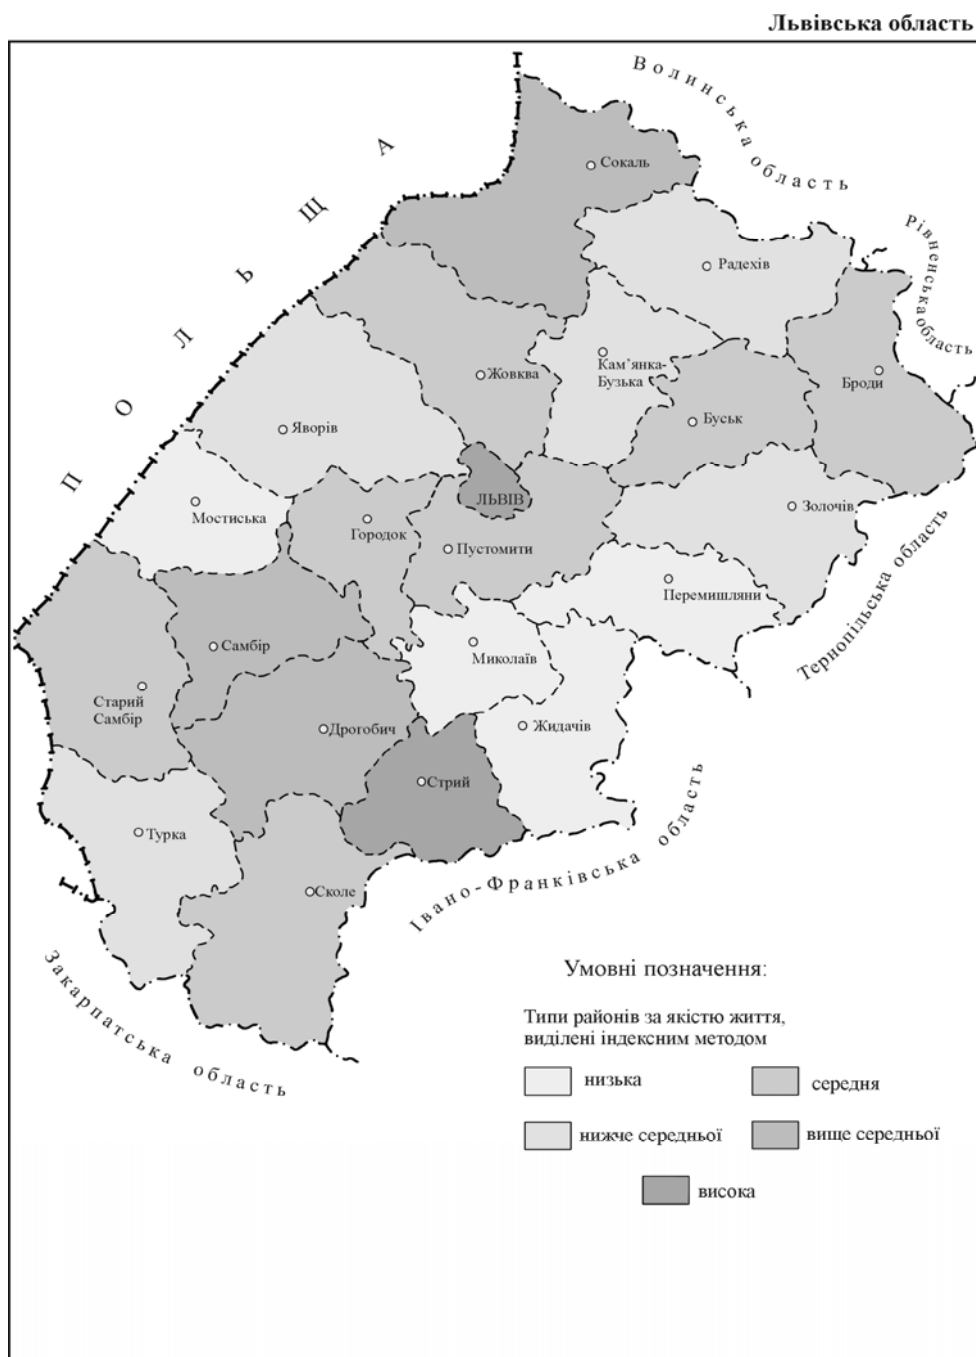 Львівська область
ПОЛЬЩА
Волинська область
Рівненська область
Сокаль
Радехів
Кам’янка-
Бузька
Жовква
Броди
Буськ
Яворів
Мостиська
ЛЬВІВ
Золочів
Городок
Пустомити
Перемишляни
Тернопільська область
Самбір
Миколаїв
Старий
Самбір
Дрогобич
Жидачів
Стрий
Турка
Сколе
Івано-Франківська область
Закарпатська область
Умовні позначення:
Типи районів за якістю життя,
виділені індексним методом
низька
середня
нижче середньої
вище середньої
висока